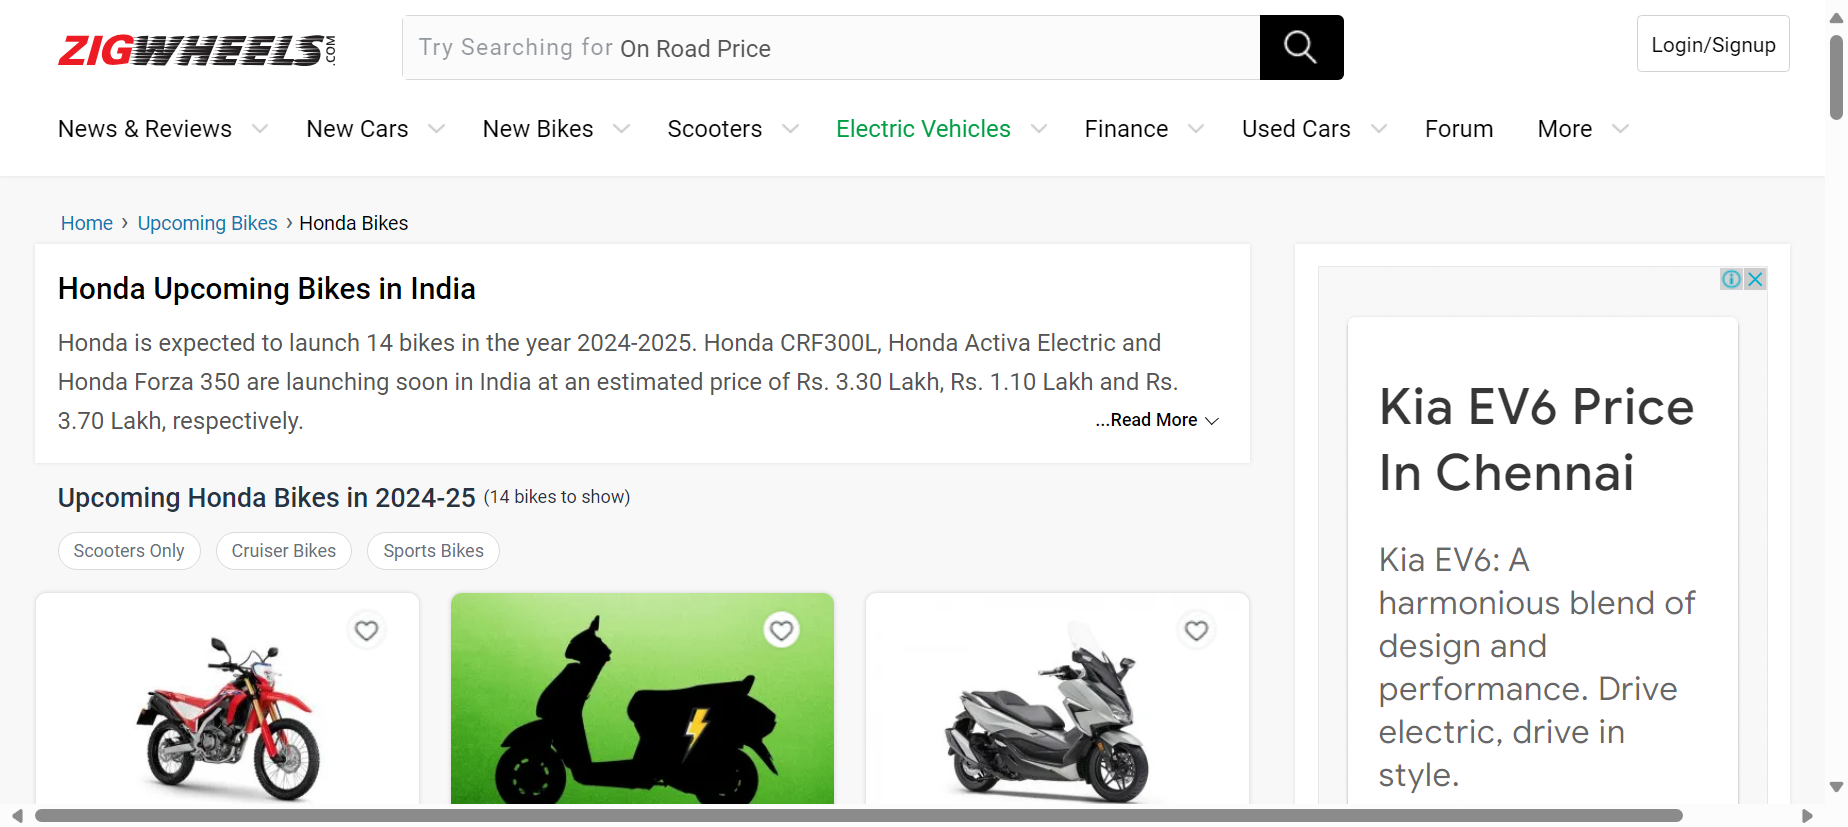 ZIGWHEELS.COM
Try Searching for On Road Price
Login/Signup
News & Reviews New Cars New Bikes Scooters Electric Vehicles Finance Used Cars Forum More
Home › Upcoming Bikes › Honda Bikes
Honda Upcoming Bikes in India
Honda is expected to launch 14 bikes in the year 2024-2025. Honda CRF300L, Honda Activa Electric and
Honda Forza 350 are launching soon in India at an estimated price of Rs. 3.30 Lakh, Rs. 1.10 Lakh and Rs.
3.70 Lakh, respectively.
...Read More
Upcoming Honda Bikes in 2024-25 (14 bikes to show)
Scooters Only Cruiser Bikes Sports Bikes
Kia EV6 Price
In Chennai
Kia EV6: A
harmonious blend of
design and
performance. Drive
electric, drive in
style.